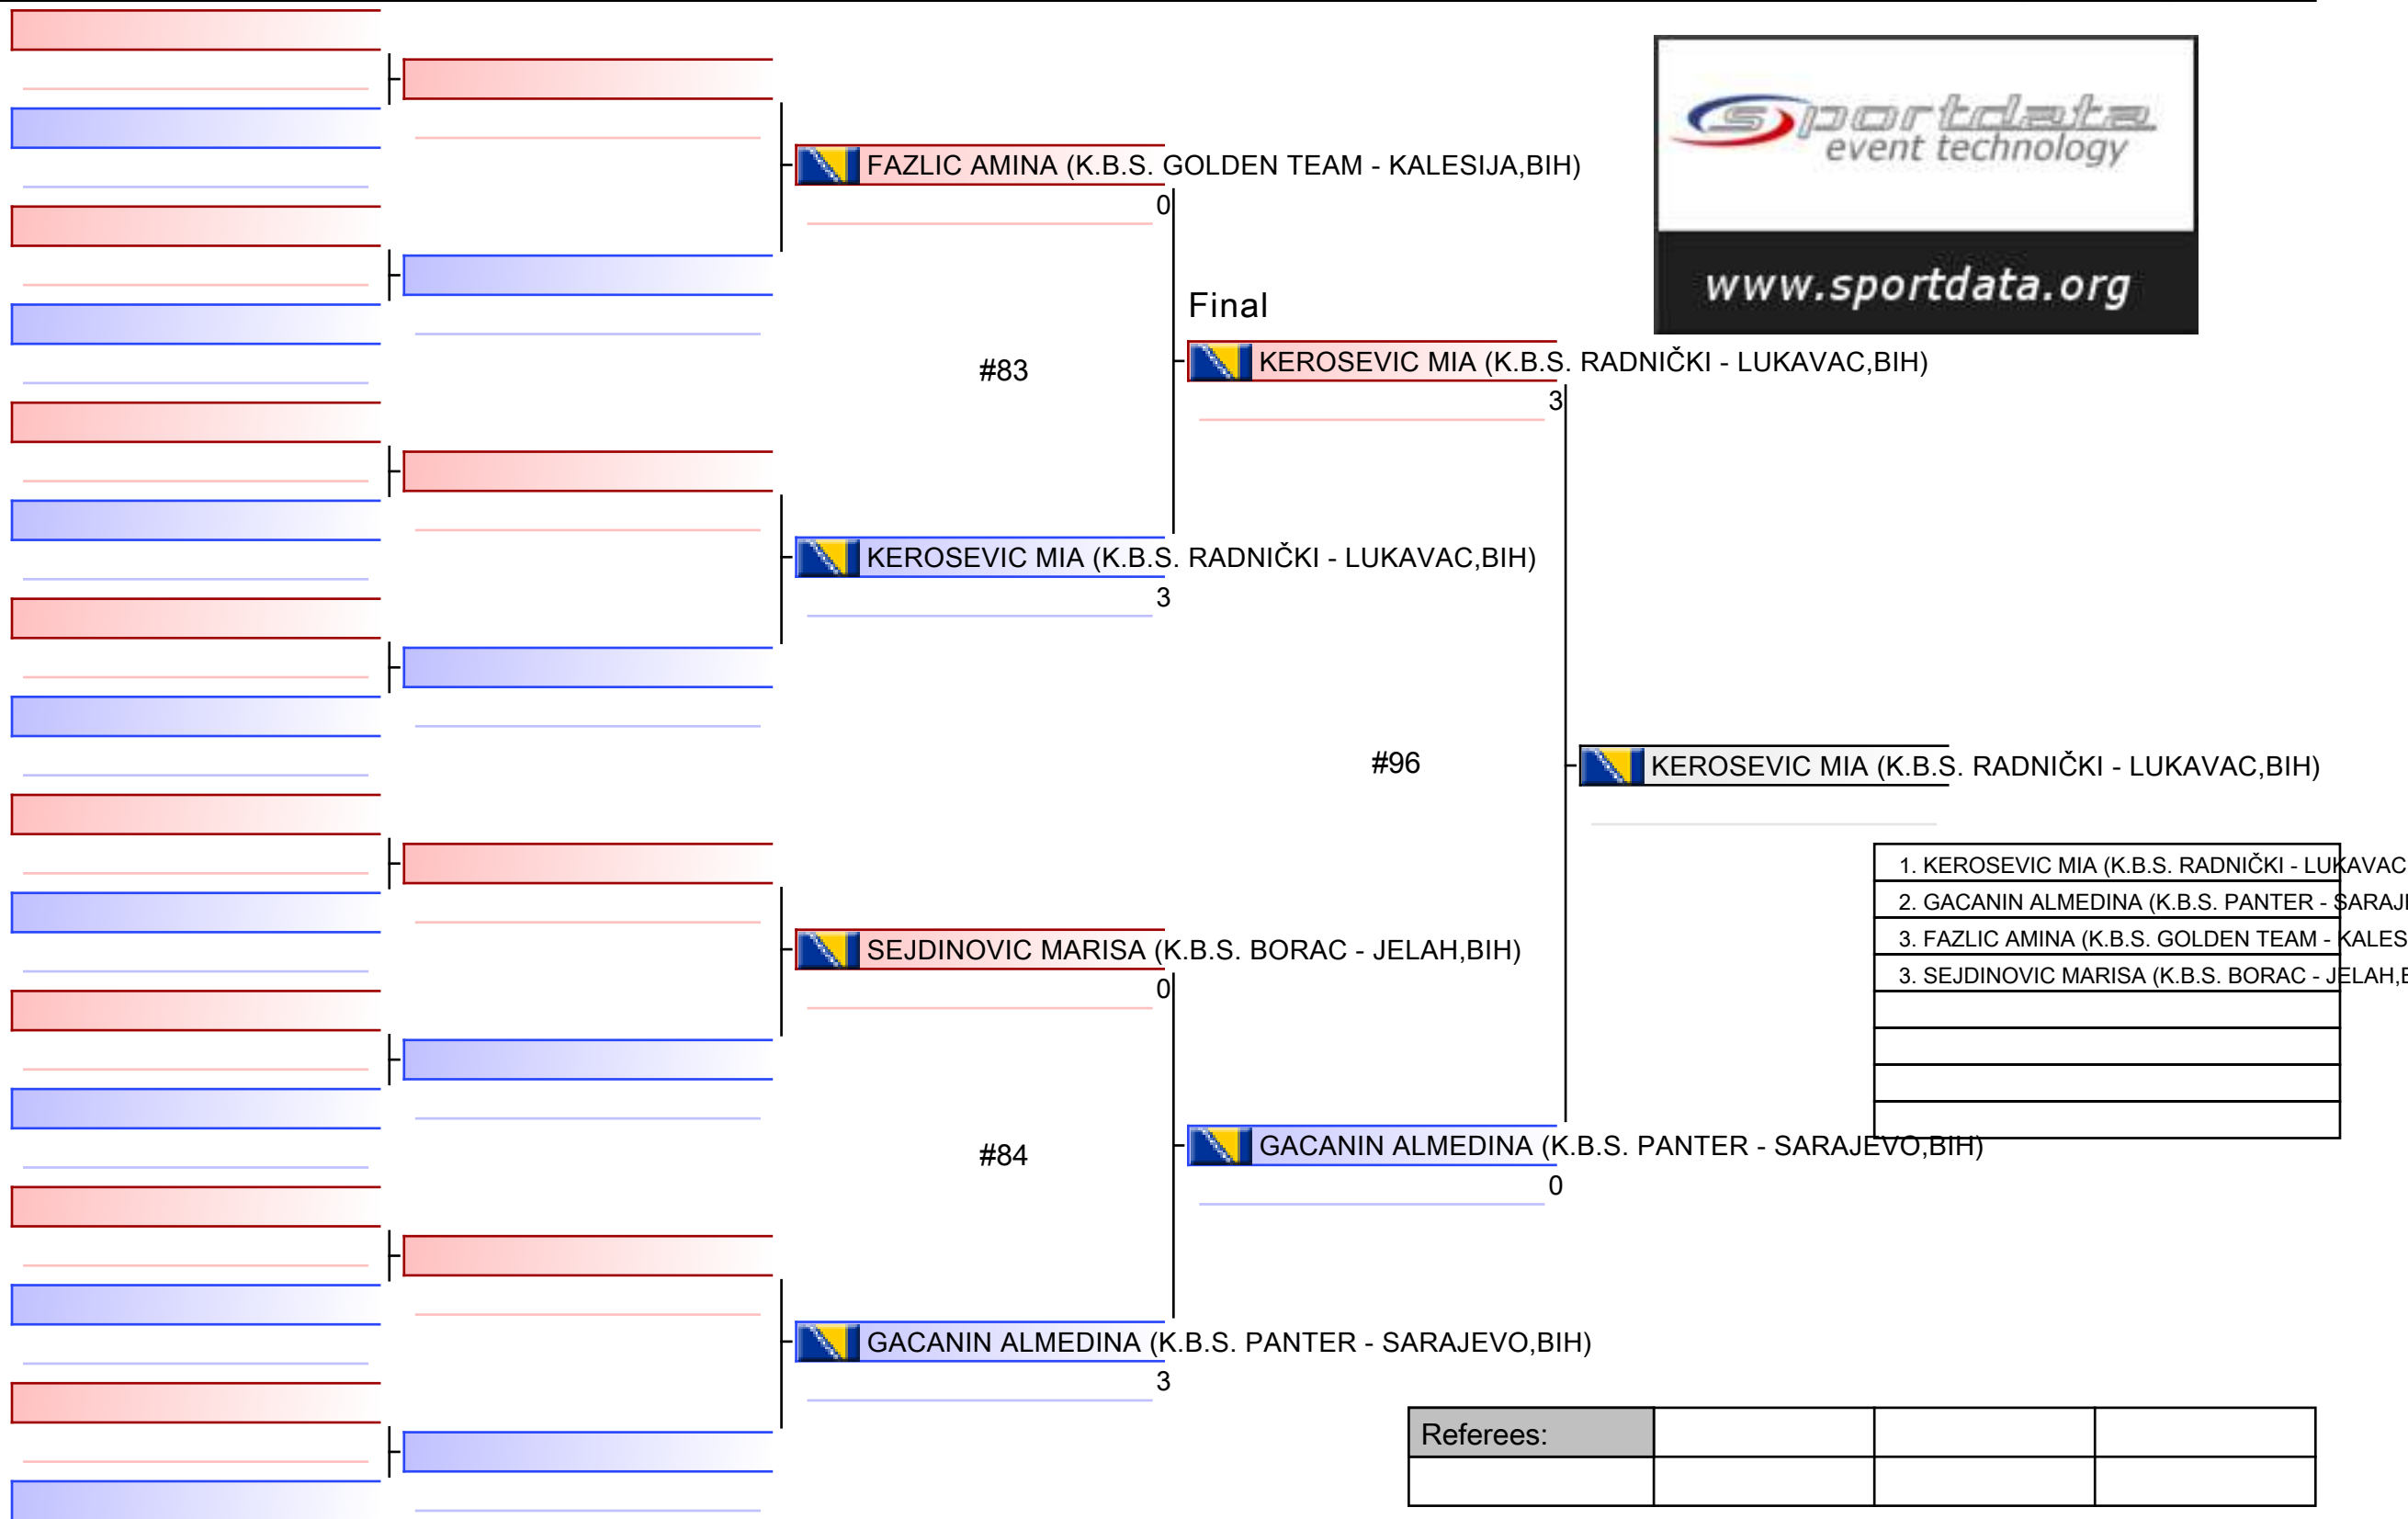 sportdata
event technology
www.sportdata.org
FAZLIC AMINA (K.B.S. GOLDEN TEAM - KALESIJA,BIH)
0
Final
#83
KEROSEVIC MIA (K.B.S. RADNIČKI - LUKAVAC,BIH)
3
KEROSEVIC MIA (K.B.S. RADNIČKI - LUKAVAC,BIH)
3
#96
KEROSEVIC MIA (K.B.S. RADNIČKI - LUKAVAC,BIH)
1. KEROSEVIC MIA (K.B.S. RADNIČKI - LUKAVAC
2. GACANIN ALMEDINA (K.B.S. PANTER - SARAJE
3. FAZLIC AMINA (K.B.S. GOLDEN TEAM - KALES
3. SEJDINOVIC MARISA (K.B.S. BORAC - JELAH,B
SEJDINOVIC MARISA (K.B.S. BORAC - JELAH,BIH)
0
#84
GACANIN ALMEDINA (K.B.S. PANTER - SARAJEVO,BIH)
0
GACANIN ALMEDINA (K.B.S. PANTER - SARAJEVO,BIH)
3
Referees: